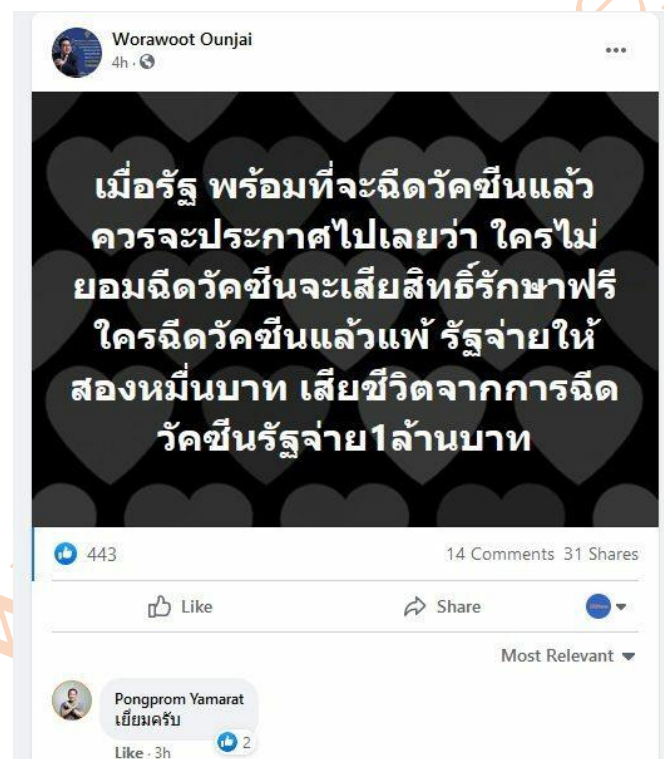 Worawoot Ounjai
4h ·
เมื่อรัฐ พร้อมที่จะฉีดวัคซีนแล้ว
ควรจะประกาศไปเลยว่า ใครไม่
ยอมฉีดวัคซีนจะเสียสิทธิ์รักษาฟรี
ใครฉีดวัคซีนแล้วแพ้ รัฐจ่ายให้
สองหมื่นบาท เสียชีวิตจากการฉีด
วัคซีนรัฐจ่าย1ล้านบาท
443 14 Comments 31 Shares
Like Share
Most Relevant
Pongprom Yamarat
เยี่ยมครับ
2
Like · 3h